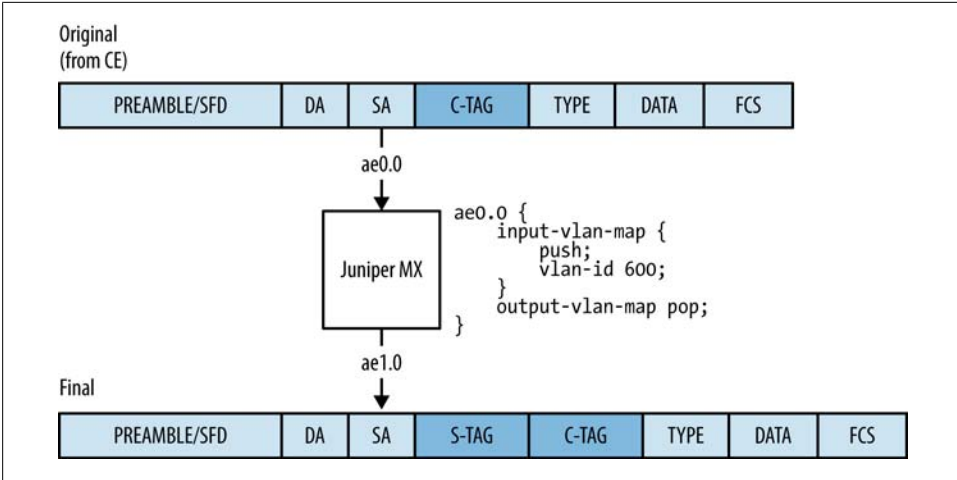 Original
(from CE)
PREAMBLE/SFD DA SA C-TAG TYPE DATA FCS
ae0.0
Juniper MX
ae0.0 {
    input-vlan-map {
        push;
        vlan-id 600;
    }
    output-vlan-map pop;
}
ae1.0
Final
PREAMBLE/SFD DA SA S-TAG C-TAG TYPE DATA FCS